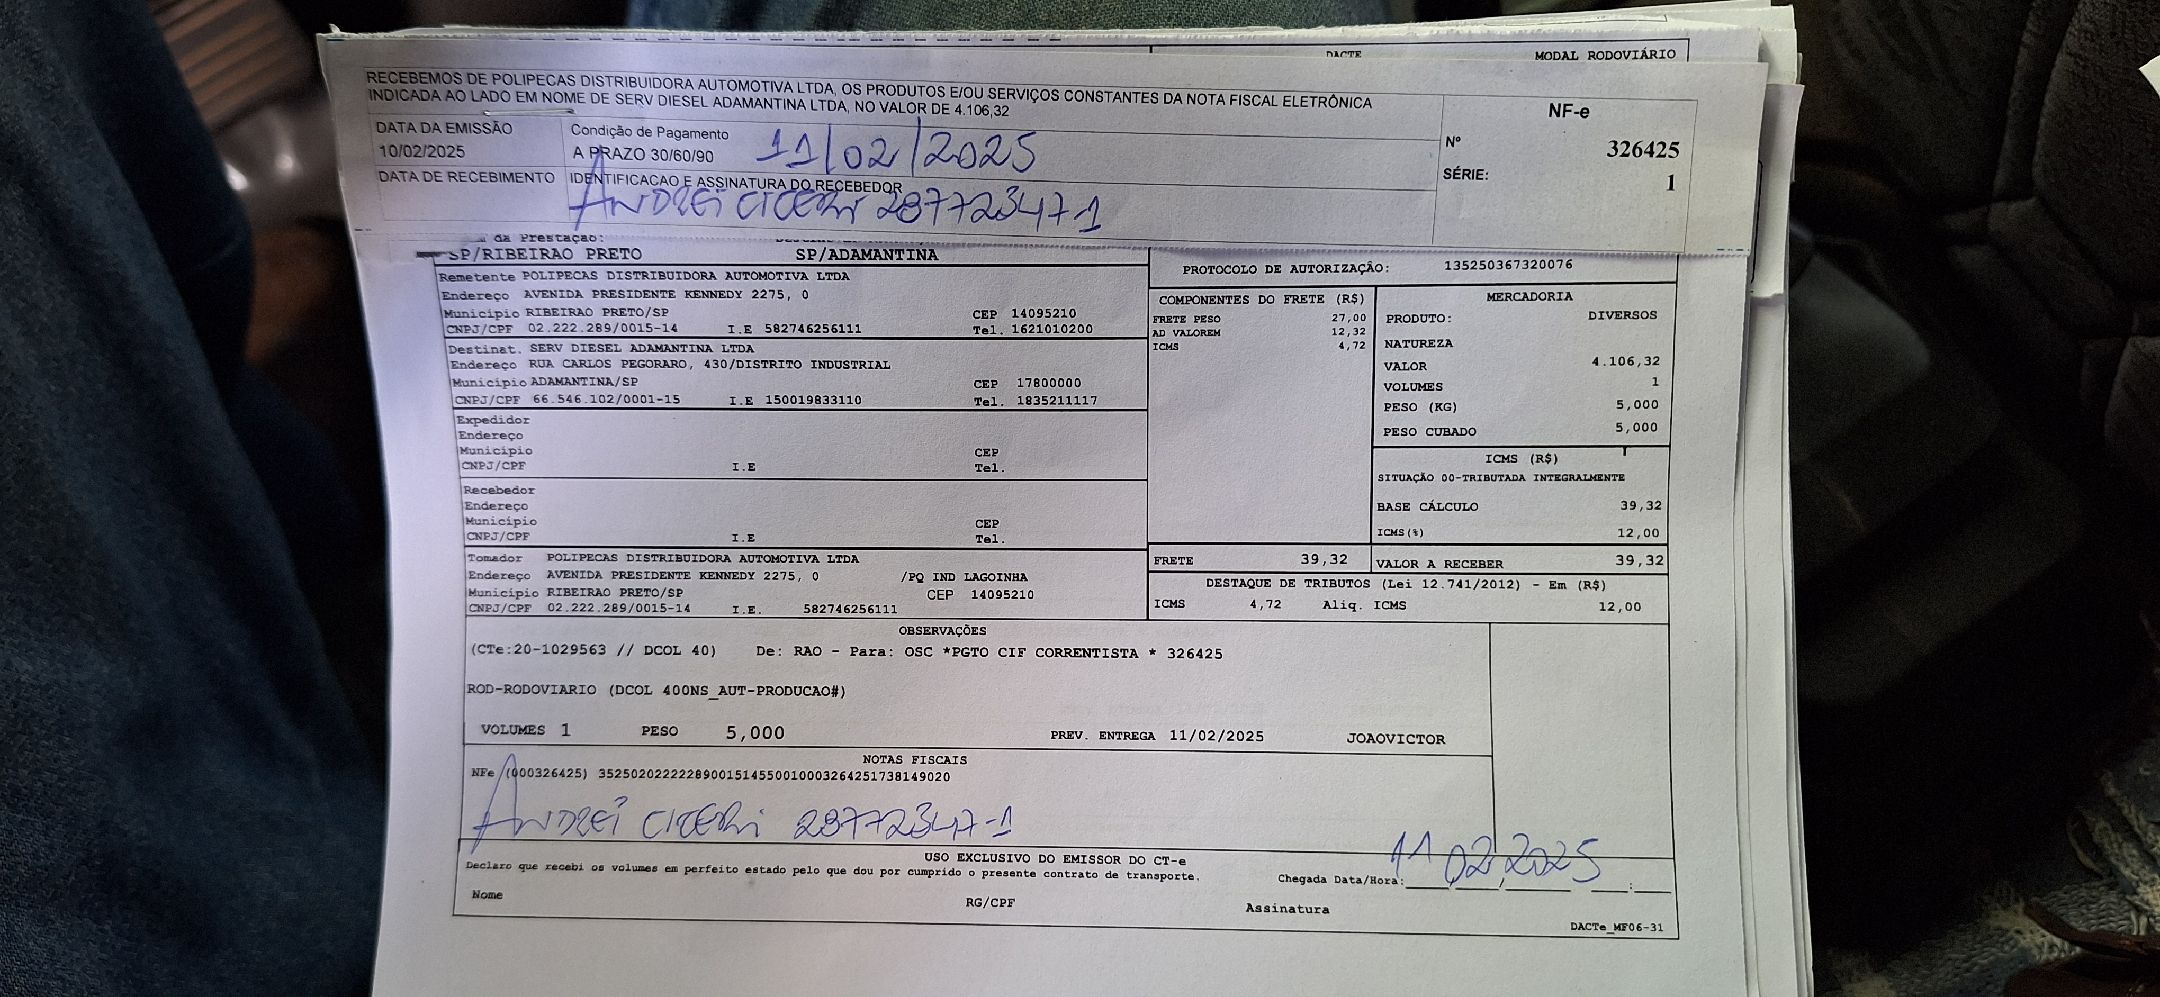 DACTE MODAL RODOVIÁRIO
RECEBEMOS DE POLIPECAS DISTRIBUIDORA AUTOMOTIVA LTDA, OS PRODUTOS E/OU SERVIÇOS CONSTANTES DA NOTA FISCAL ELETRÔNICA
INDICADA AO LADO EM NOME DE SERV DIESEL ADAMANTINA LTDA, NO VALOR DE 4.106,32
NF-e
Nº 326425
SÉRIE: 1
DATA DA EMISSÃO
10/02/2025
Condição de Pagamento
A PRAZO 30/60/90
11/02/2025
DATA DE RECEBIMENTO
IDENTIFICACAO E ASSINATURA DO RECEBEDOR
ANDREI CICERI 28772347-1
da Prestação:
SP/RIBEIRAO PRETO SP/ADAMANTINA
Remetente POLIPECAS DISTRIBUIDORA AUTOMOTIVA LTDA
Endereço AVENIDA PRESIDENTE KENNEDY 2275, 0
Município RIBEIRAO PRETO/SP CEP 14095210
CNPJ/CPF 02.222.289/0015-14 I.E 582746256111 Tel. 1621010200
Destinat. SERV DIESEL ADAMANTINA LTDA
Endereço RUA CARLOS PEGORARO, 430/DISTRITO INDUSTRIAL
Município ADAMANTINA/SP CEP 17800000
CNPJ/CPF 66.546.102/0001-15 I.E 150019833110 Tel. 1835211117
Expedidor
Endereço
Município CEP
CNPJ/CPF I.E Tel.
Recebedor
Endereço
Município CEP
CNPJ/CPF I.E Tel.
Tomador POLIPECAS DISTRIBUIDORA AUTOMOTIVA LTDA
Endereço AVENIDA PRESIDENTE KENNEDY 2275, 0 /PQ IND LAGOINHA
Município RIBEIRAO PRETO/SP CEP 14095210
CNPJ/CPF 02.222.289/0015-14 I.E. 582746256111
PROTOCOLO DE AUTORIZAÇÃO: 135250367320076
COMPONENTES DO FRETE (R$)
FRETE PESO 27,00
AD VALOREM 12,32
ICMS 4,72
MERCADORIA
PRODUTO: DIVERSOS
NATUREZA
VALOR 4.106,32
VOLUMES 1
PESO (KG) 5,000
PESO CUBADO 5,000
ICMS (R$)
SITUAÇÃO 00-TRIBUTADA INTEGRALMENTE
BASE CÁLCULO 39,32
ICMS(%) 12,00
FRETE 39,32 VALOR A RECEBER 39,32
DESTAQUE DE TRIBUTOS (Lei 12.741/2012) - Em (R$)
ICMS 4,72 Aliq. ICMS 12,00
OBSERVAÇÕES
(CTe:20-1029563 // DCOL 40) De: RAO - Para: OSC *PGTO CIF CORRENTISTA * 326425
ROD-RODOVIARIO (DCOL 400NS_AUT-PRODUCAO#)
VOLUMES 1 PESO 5,000 PREV. ENTREGA 11/02/2025 JOAOVICTOR
NOTAS FISCAIS
NFe (000326425) 35250202222289001514550010003264251738149020
ANDREI CICERI 28772347-1
USO EXCLUSIVO DO EMISSOR DO CT-e
Declaro que recebi os volumes em perfeito estado pelo que dou por cumprido o presente contrato de transporte.
Chegada Data/Hora: 11 02 2025
Nome RG/CPF Assinatura
DACTe_MF06-31